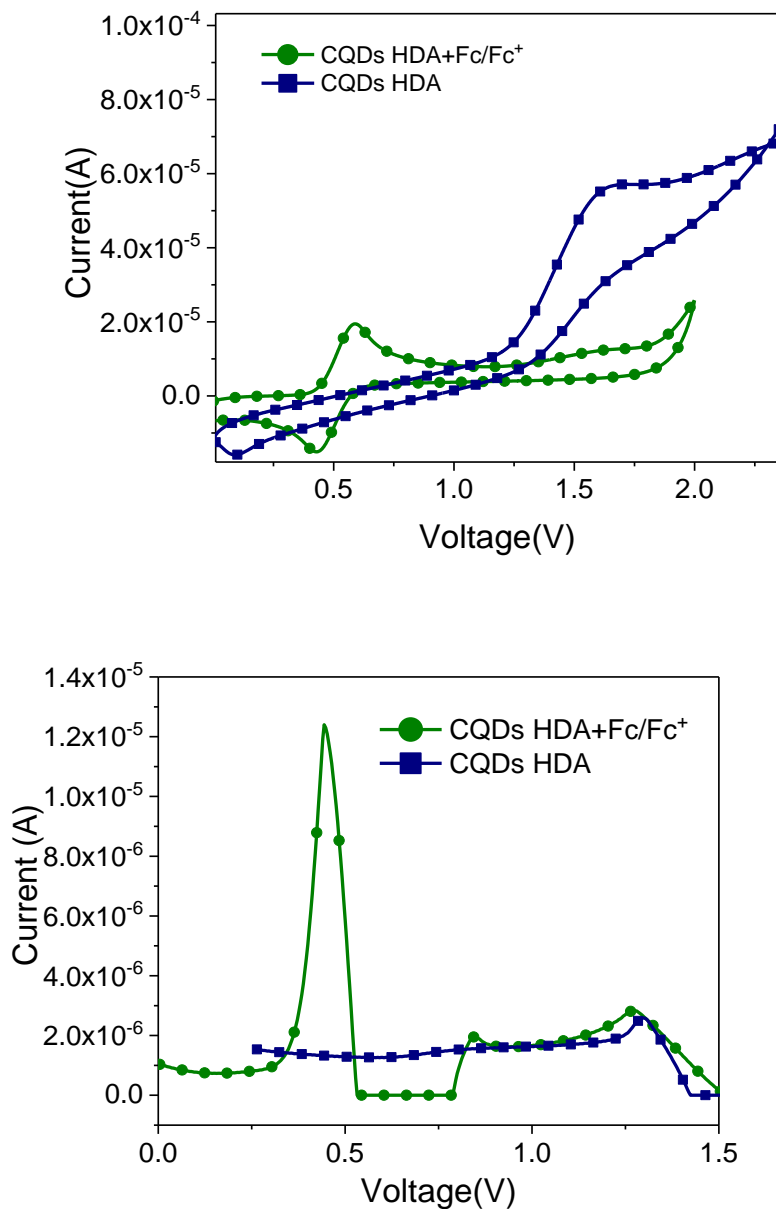 1.0x10⁻⁴
8.0x10⁻⁵
6.0x10⁻⁵
4.0x10⁻⁵
2.0x10⁻⁵
0.0
Current(A)
CQDs HDA+Fc/Fc⁺
CQDs HDA
0.5 1.0 1.5 2.0
Voltage(V)
1.4x10⁻⁵
1.2x10⁻⁵
1.0x10⁻⁵
8.0x10⁻⁶
6.0x10⁻⁶
4.0x10⁻⁶
2.0x10⁻⁶
0.0
Current (A)
CQDs HDA+Fc/Fc⁺
CQDs HDA
0.0 0.5 1.0 1.5
Voltage(V)